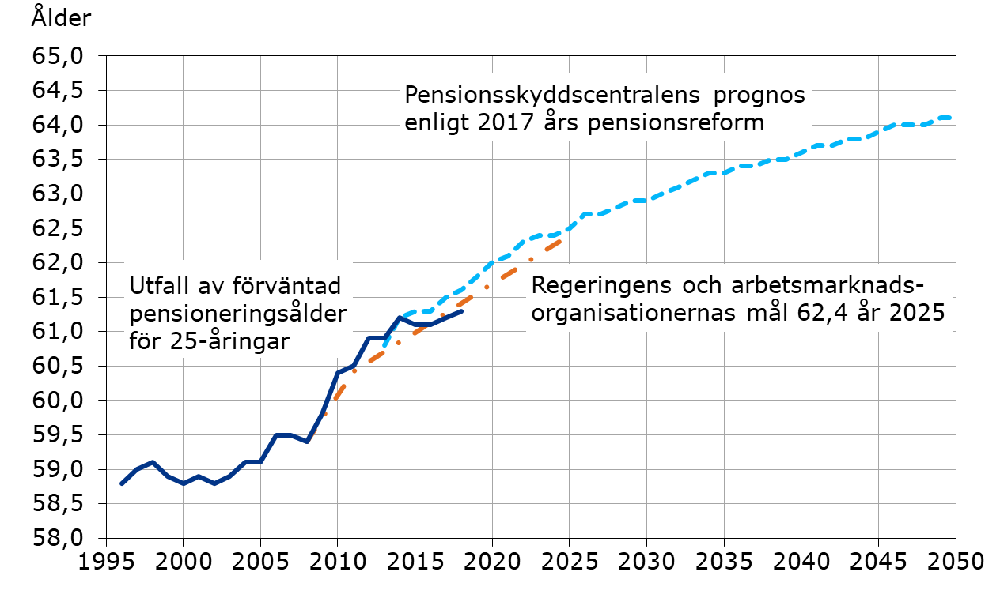 Ålder
65,0
64,5
64,0
63,5
63,0
62,5
62,0
61,5
61,0
60,5
60,0
59,5
59,0
58,5
58,0
Pensionsskyddscentralens prognos
enligt 2017 års pensionsreform
Utfall av förväntad
pensioneringsålder
för 25-åringar
Regeringens och arbetsmarknads-
organisationernas mål 62,4 år 2025
1995 2000 2005 2010 2015 2020 2025 2030 2035 2040 2045 2050